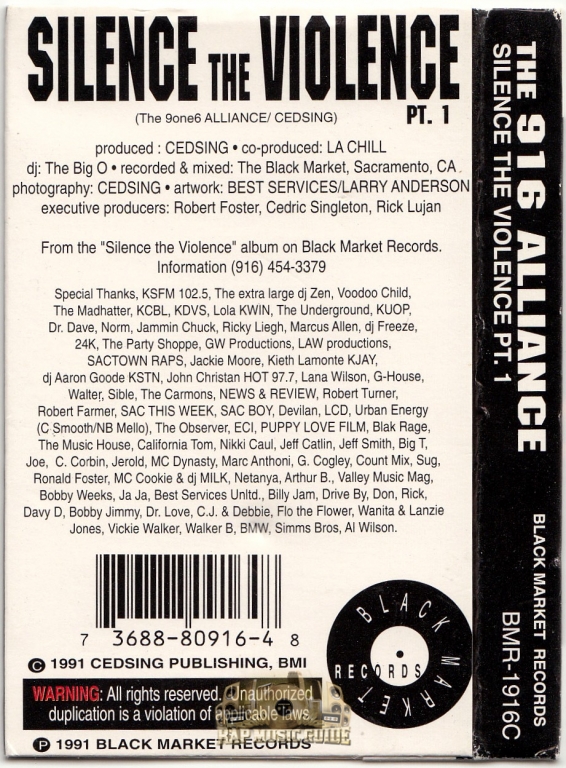 SILENCE THE VIOLENCE
PT. 1
(The 9one6 ALLIANCE/ CEDSING)
produced : CEDSING • co-produced: LA CHILL
dj: The Big O • recorded & mixed: The Black Market, Sacramento, CA
photography: CEDSING • artwork: BEST SERVICES/LARRY ANDERSON
executive producers: Robert Foster, Cedric Singleton, Rick Lujan
From the "Silence the Violence" album on Black Market Records.
Information (916) 454-3379
Special Thanks, KSFM 102.5, The extra large dj Zen, Voodoo Child,
The Madhatter, KCBL, KDVS, Lola KWIN, The Underground, KUOP,
Dr. Dave, Norm, Jammin Chuck, Ricky Liegh, Marcus Allen, dj Freeze,
24K, The Party Shoppe, GW Productions, LAW productions,
SACTOWN RAPS, Jackie Moore, Kieth Lamonte KJAY,
dj Aaron Goode KSTN, John Christan HOT 97.7, Lana Wilson, G-House,
Walter, Sible, The Carmons, NEWS & REVIEW, Robert Turner,
Robert Farmer, SAC THIS WEEK, SAC BOY, Devilan, LCD, Urban Energy
(C Smooth/NB Mello), The Observer, ECI, PUPPY LOVE FILM, Blak Rage,
The Music House, California Tom, Nikki Caul, Jeff Catlin, Jeff Smith, Big T,
Joe, C. Corbin, Jerold, MC Dynasty, Marc Anthoni, G. Cogley, Count Mix, Sug,
Ronald Foster, MC Cookie & dj MILK, Netanya, Arthur B., Valley Music Mag,
Bobby Weeks, Ja Ja, Best Services Unltd., Billy Jam, Drive By, Don, Rick,
Davy D, Bobby Jimmy, Dr. Love, C.J. & Debbie, Flo the Flower, Wanita & Lanzie
Jones, Vickie Walker, Walker B, BMW, Simms Bros, Al Wilson.
7 3688-80916-4 8
© 1991 CEDSING PUBLISHING, BMI
WARNING: All rights reserved. Unauthorized
duplication is a violation of applicable laws.
℗ 1991 BLACK MARKET RECORDS
BLACK
RECORDS
MARKET
RAP MUSIC GUIDE
THE 916 ALLIANCE
SILENCE THE VIOLENCE PT. 1
BLACK MARKET RECORDS
BMR-1916C